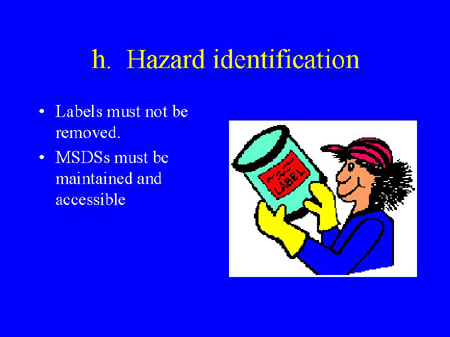 h. Hazard identification
• Labels must not be
removed.
• MSDSs must be
maintained and
accessible
LABEL